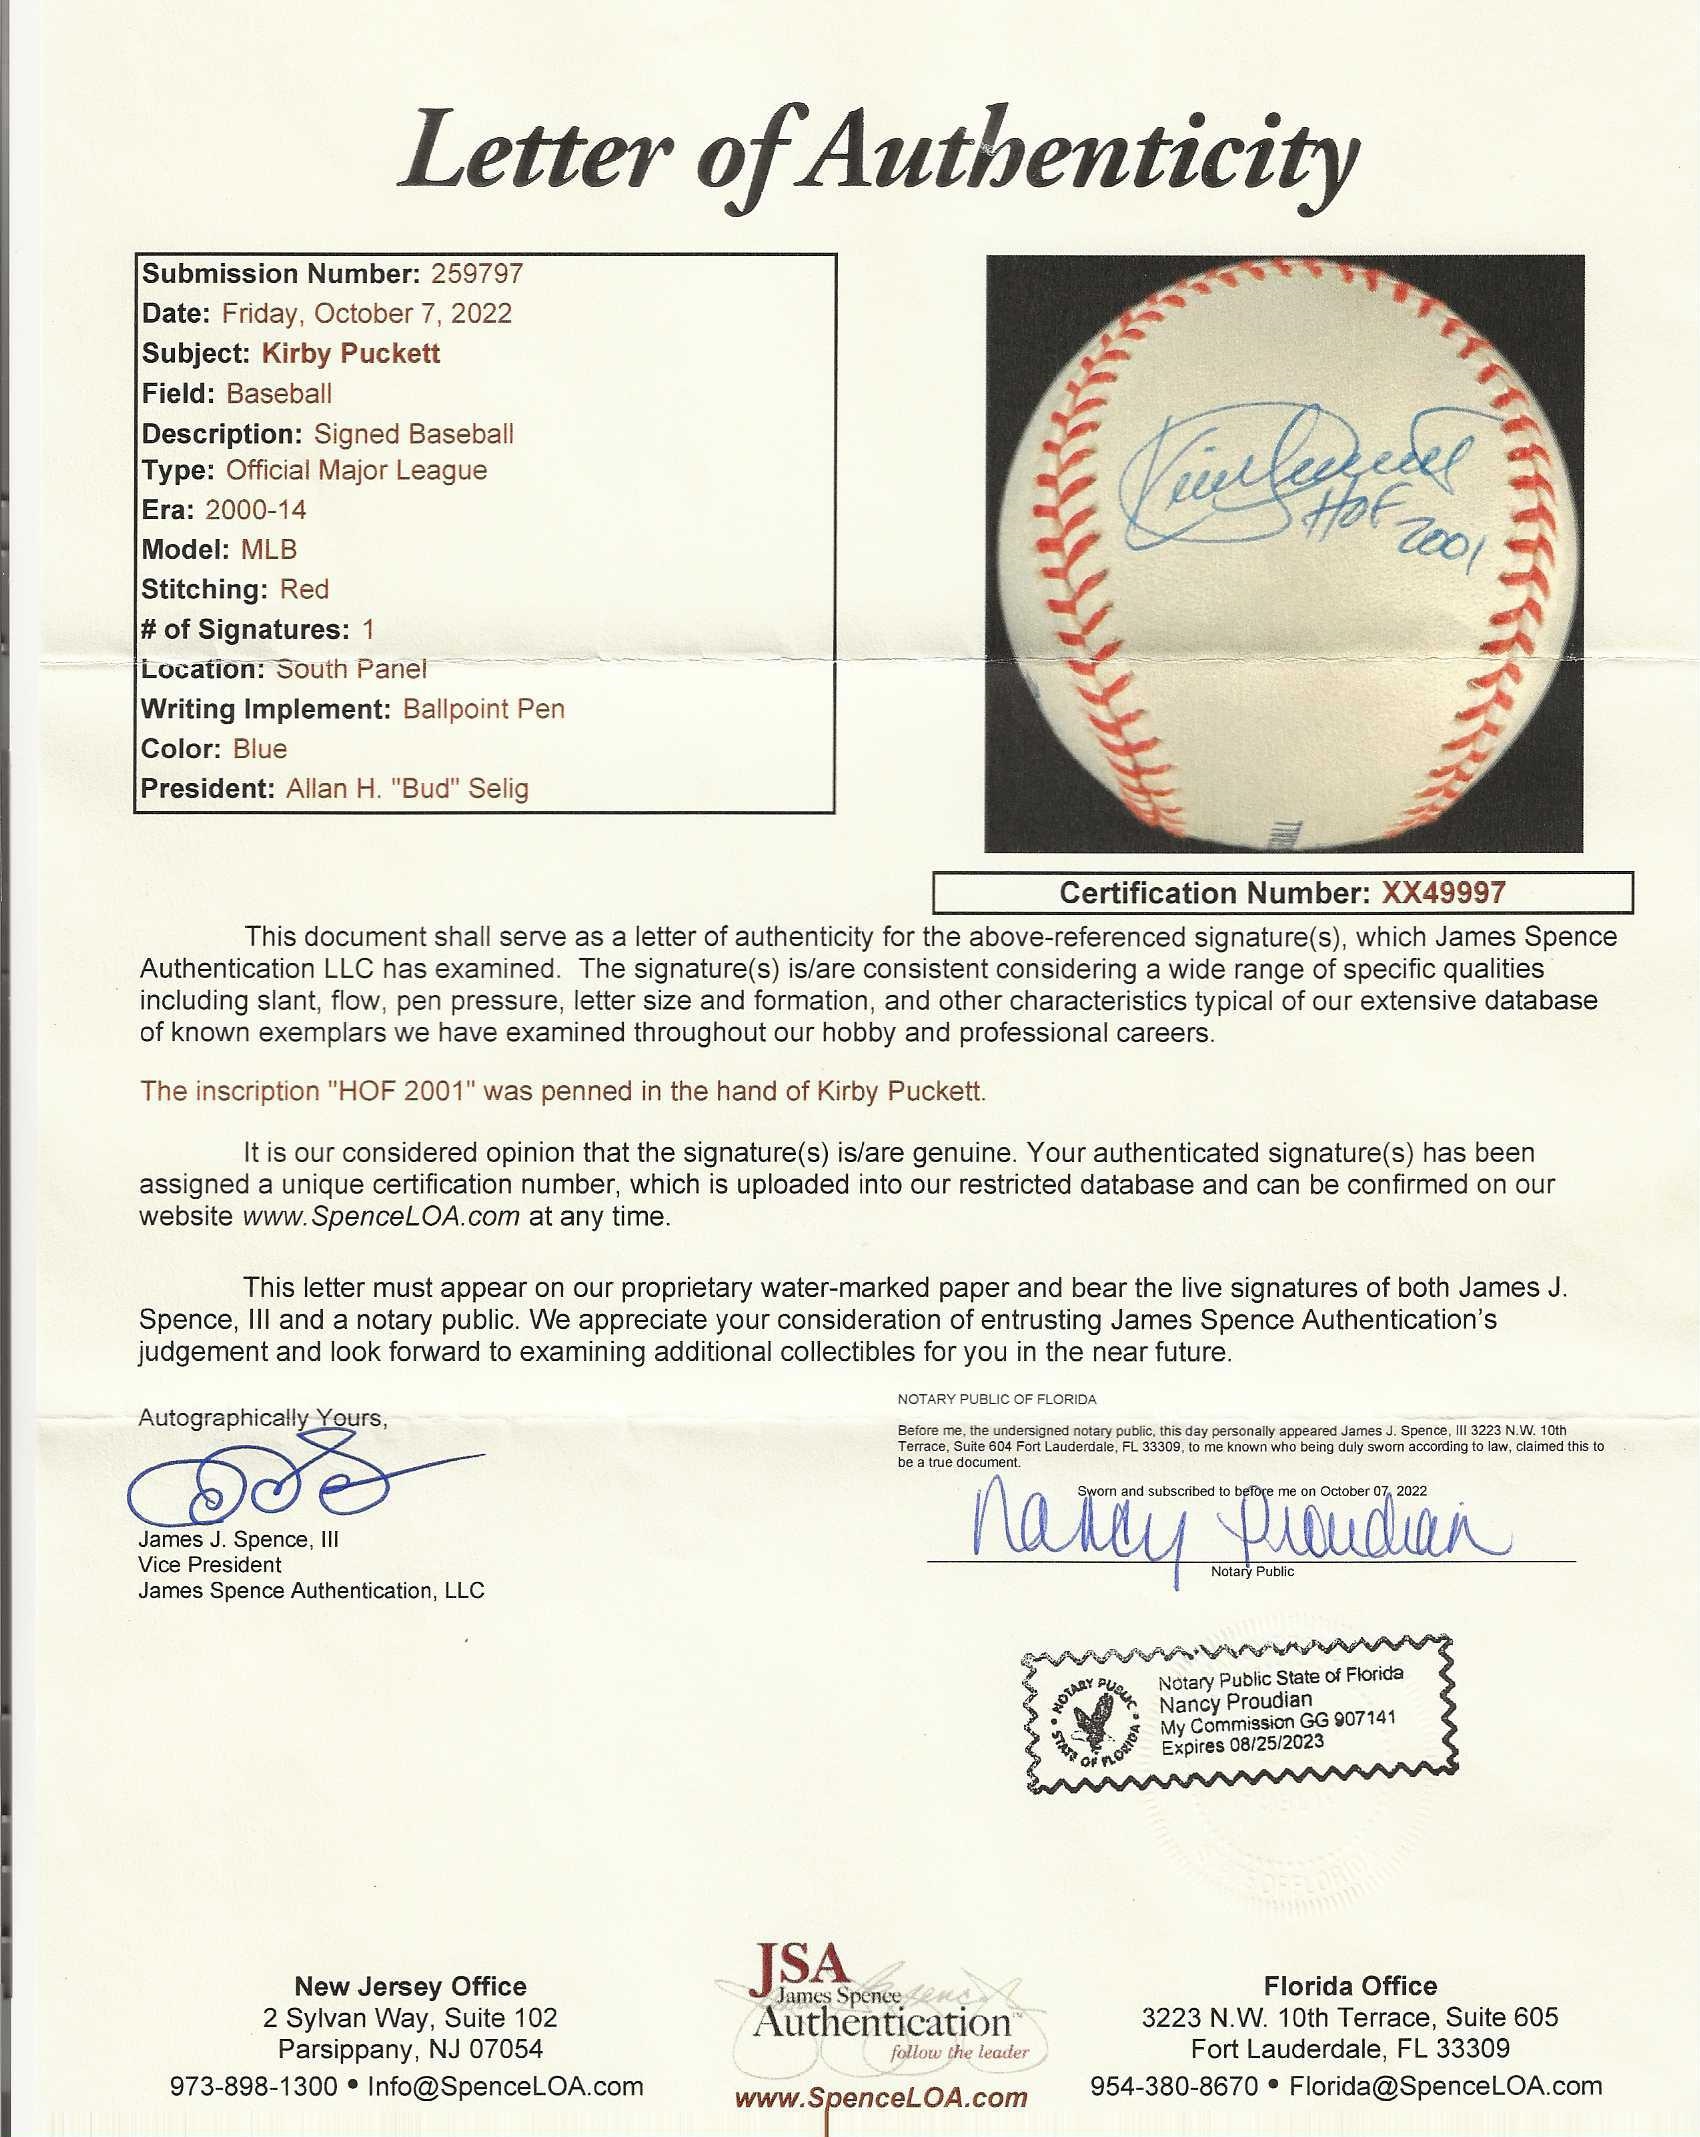 Letter of Authenticity
Submission Number: 259797
Date: Friday, October 7, 2022
Subject: Kirby Puckett
Field: Baseball
Description: Signed Baseball
Type: Official Major League
Era: 2000-14
Model: MLB
Stitching: Red
# of Signatures: 1
Location: South Panel
Writing Implement: Ballpoint Pen
Color: Blue
President: Allan H. "Bud" Selig
Kirby Puckett
HOF
2001
Certification Number: XX49997
This document shall serve as a letter of authenticity for the above-referenced signature(s), which James Spence
Authentication LLC has examined. The signature(s) is/are consistent considering a wide range of specific qualities
including slant, flow, pen pressure, letter size and formation, and other characteristics typical of our extensive database
of known exemplars we have examined throughout our hobby and professional careers.
The inscription "HOF 2001" was penned in the hand of Kirby Puckett.
It is our considered opinion that the signature(s) is/are genuine. Your authenticated signature(s) has been
assigned a unique certification number, which is uploaded into our restricted database and can be confirmed on our
website www.SpenceLOA.com at any time.
This letter must appear on our proprietary water-marked paper and bear the live signatures of both James J.
Spence, III and a notary public. We appreciate your consideration of entrusting James Spence Authentication's
judgement and look forward to examining additional collectibles for you in the near future.
Autographically Yours,
James J. Spence, III
Vice President
James Spence Authentication, LLC
NOTARY PUBLIC OF FLORIDA
Before me, the undersigned notary public, this day personally appeared James J. Spence, III 3223 N.W. 10th
Terrace, Suite 604 Fort Lauderdale, FL 33309, to me known who being duly sworn according to law, claimed this to
be a true document.
Sworn and subscribed to before me on October 07, 2022
Nancy Proudian
Notary Public
NOTARY PUBLIC
STATE OF FLORIDA
Notary Public State of Florida
Nancy Proudian
My Commission GG 907141
Expires 08/25/2023
New Jersey Office
2 Sylvan Way, Suite 102
Parsippany, NJ 07054
973-898-1300 • Info@SpenceLOA.com
JSA
James Spence
Authentication™
follow the leader
www.SpenceLOA.com
Florida Office
3223 N.W. 10th Terrace, Suite 605
Fort Lauderdale, FL 33309
954-380-8670 • Florida@SpenceLOA.com